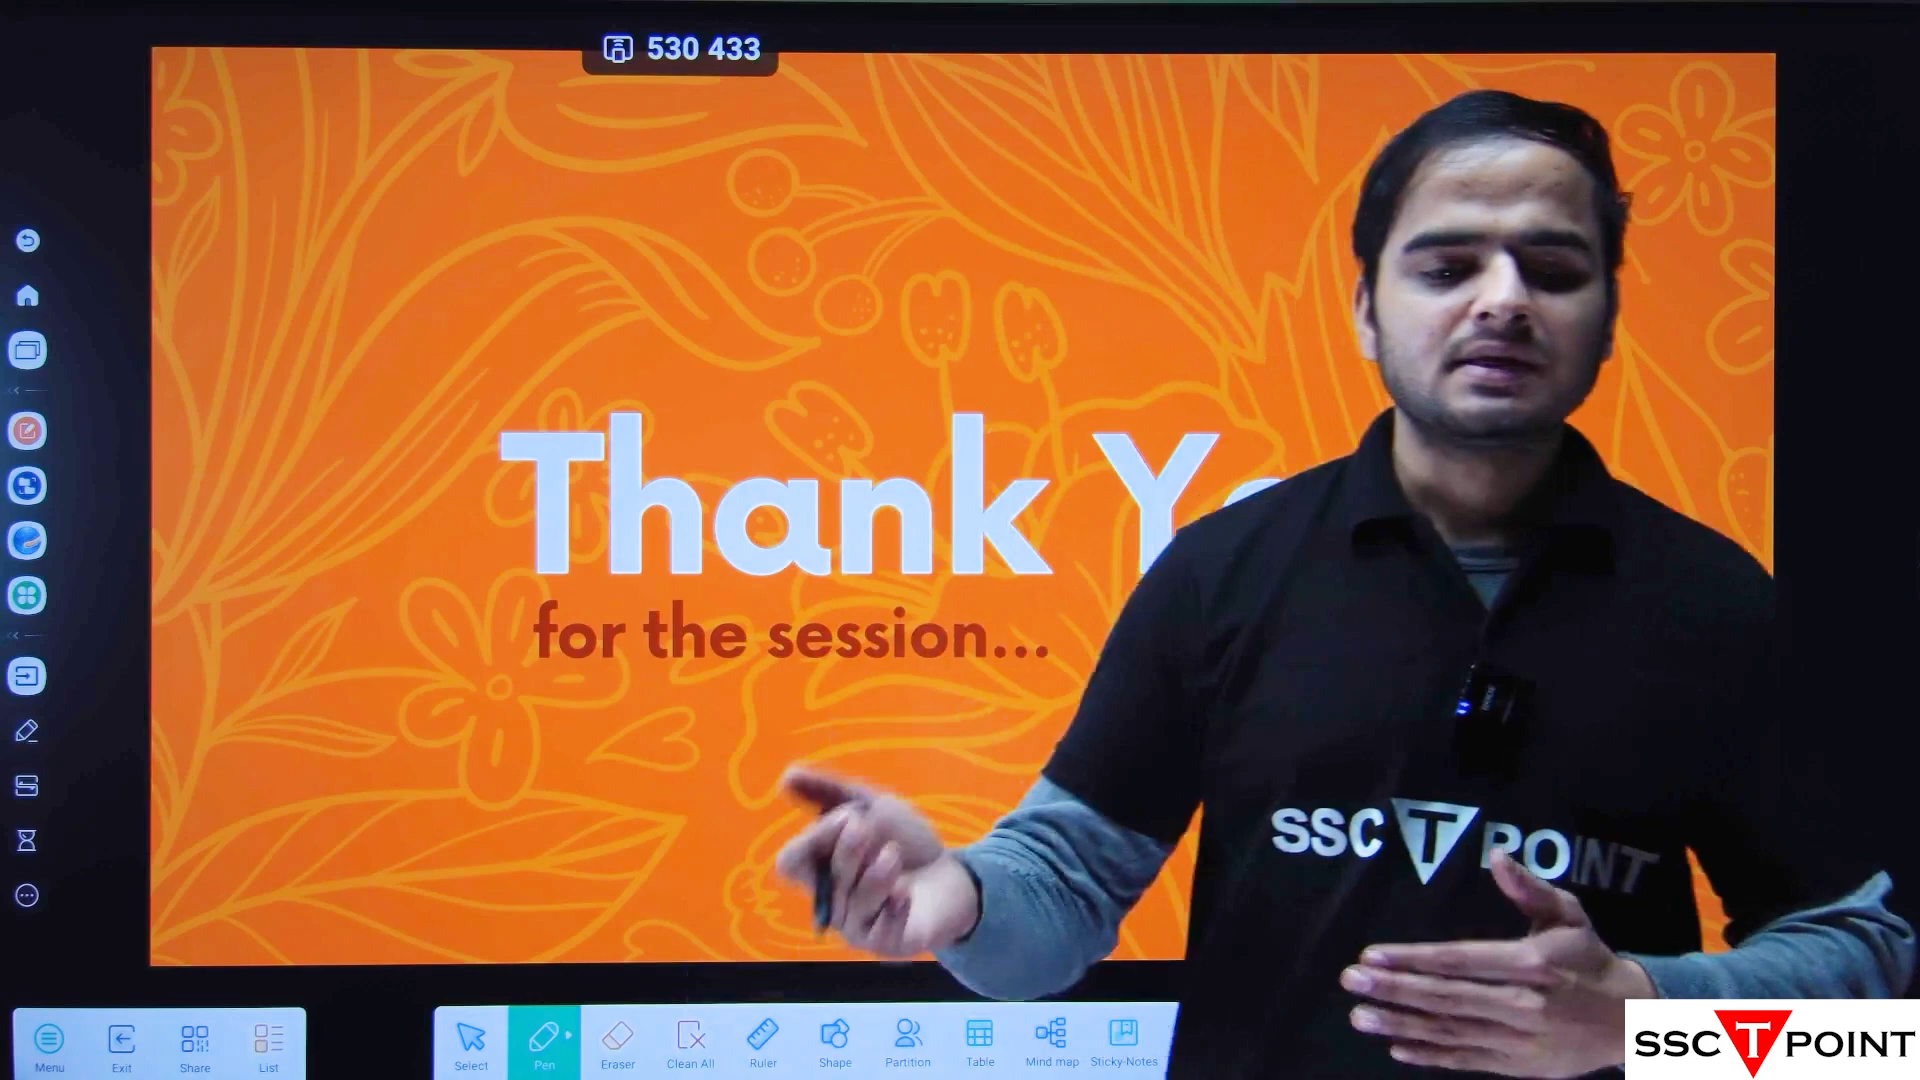 530 433
Thank Yo
for the session...
SSC T POINT
Menu Exit Share List
Select Pen Eraser Clean All Ruler Shape Partition Table Mind map Sticky-Notes
SSC T POINT